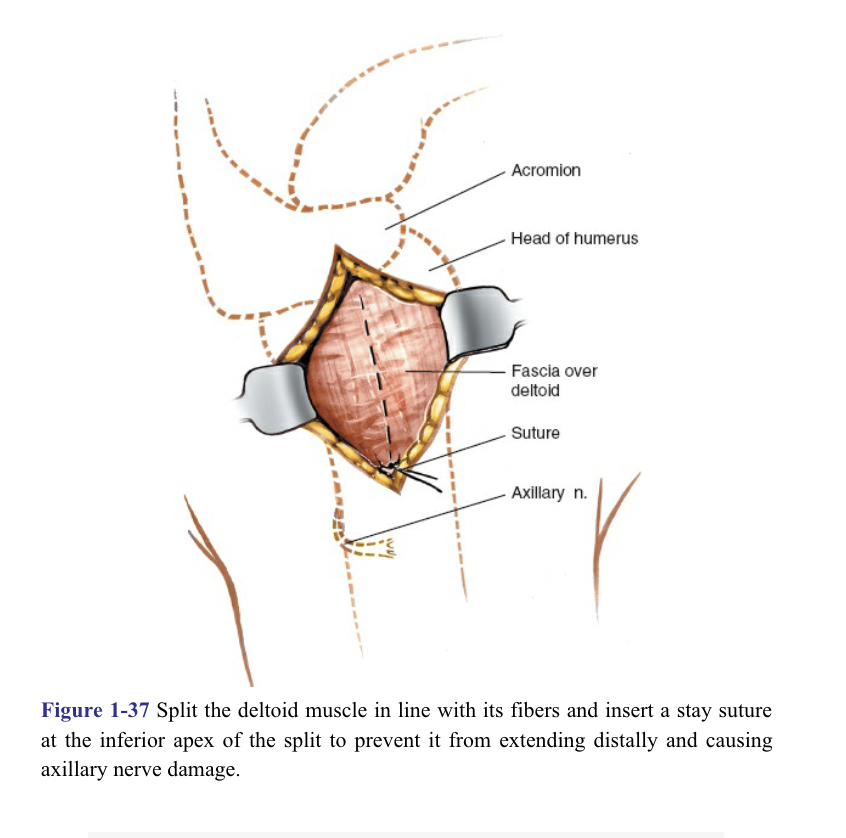 Acromion
Head of humerus
Fascia over
deltoid
Suture
Axillary n.
Figure 1-37 Split the deltoid muscle in line with its fibers and insert a stay suture
at the inferior apex of the split to prevent it from extending distally and causing
axillary nerve damage.